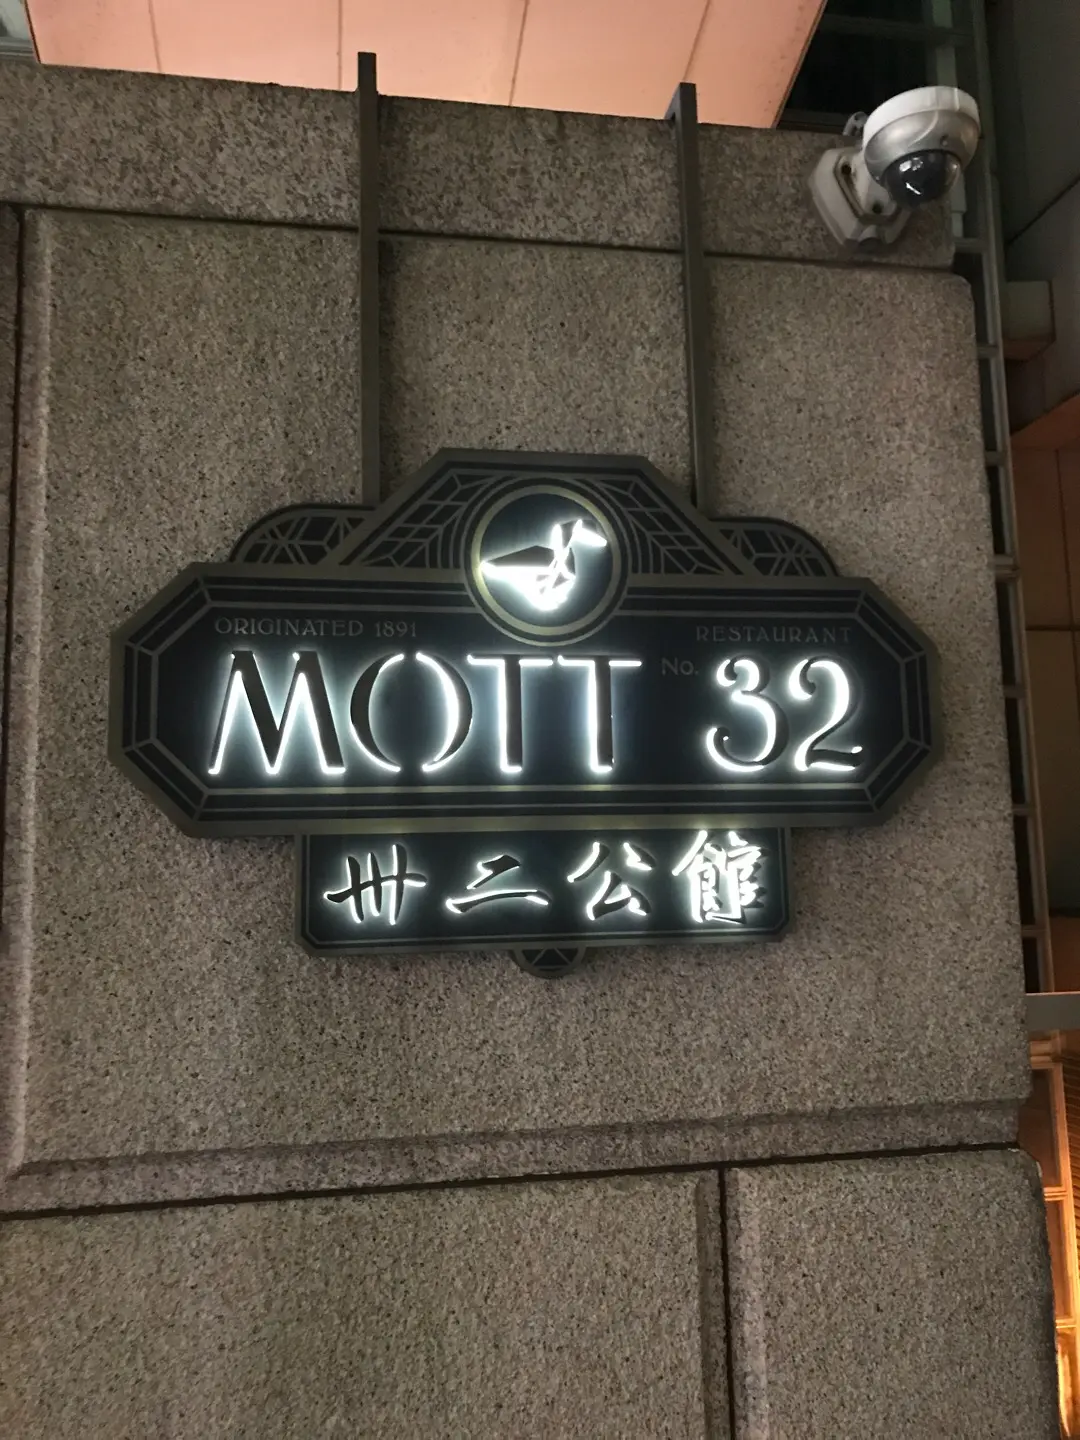 ORIGINATED 1891 RESTAURANT
MOTT No. 32
卅二公館